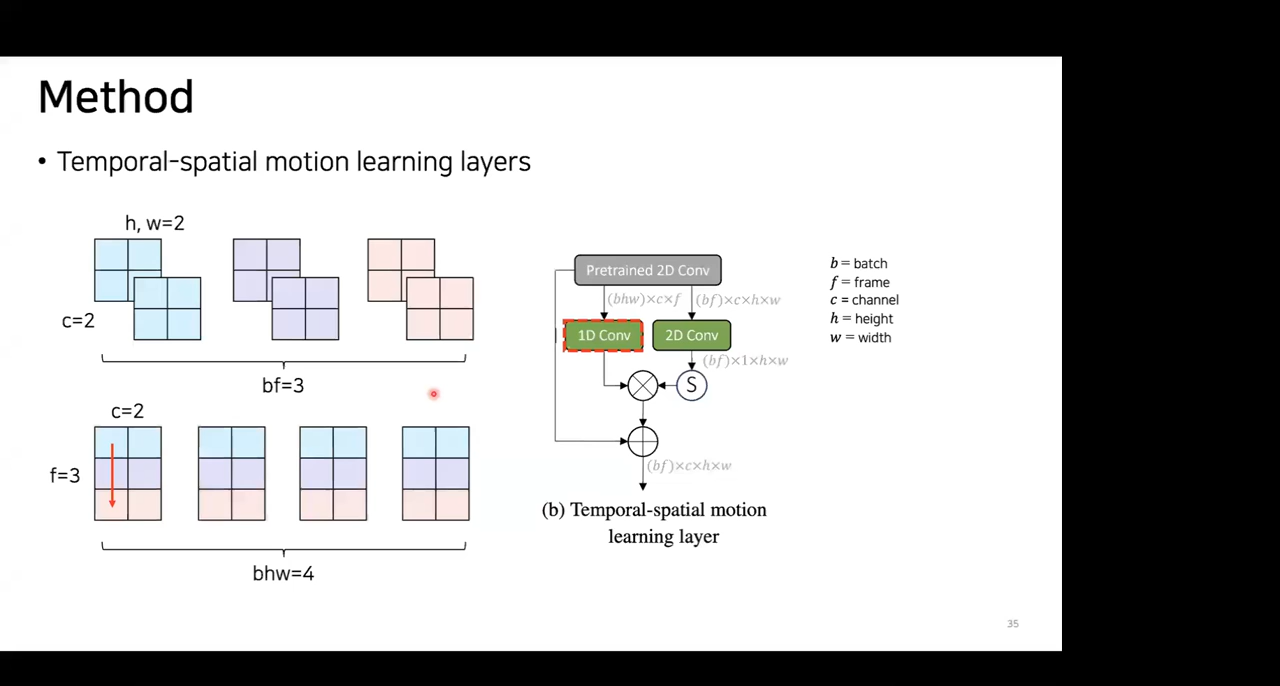 Method
• Temporal-spatial motion learning layers
h, w=2
c=2
bf=3
c=2
f=3
bhw=4
Pretrained 2D Conv
(bhw)×c×f
(bf)×c×h×w
1D Conv
2D Conv
(bf)×1×h×w
S
(bf)×c×h×w
(b) Temporal-spatial motion
learning layer
b = batch
f = frame
c = channel
h = height
w = width
35